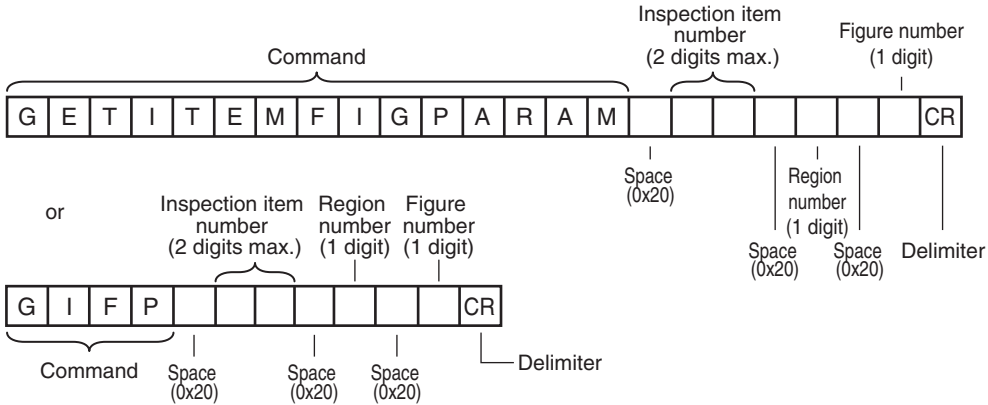 Inspection item
number
(2 digits max.)
Figure number
(1 digit)
Command
G E T I T E M F I G P A R A M CR
Space
(0x20)
Region
number
(1 digit)
Space
(0x20)
Space
(0x20)
Delimiter
or
Inspection item
number
(2 digits max.)
Region
number
(1 digit)
Figure
number
(1 digit)
G I F P CR
Command
Space
(0x20)
Space
(0x20)
Space
(0x20)
Delimiter